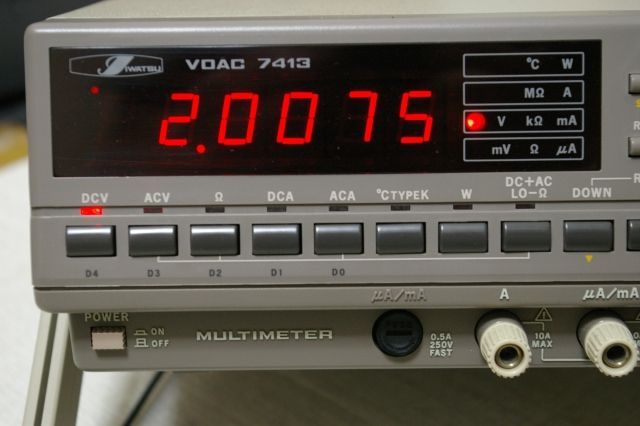 IWATSU VOAC 7413
°C W
MΩ A
2.0075
V kΩ mA
mV Ω μA
DCV ACV Ω DCA ACA °CTYPEK W DC+AC LO-Ω DOWN R
D4 D3 D2 D1 D0
μA/mA A μA/mA
POWER
ON
OFF
MULTIMETER
0.5A
250V
FAST
10A
MAX